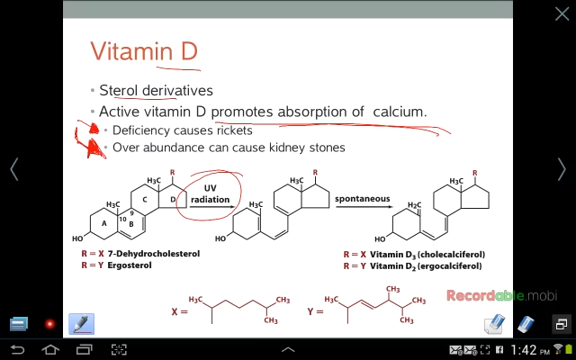 Vitamin D
• Sterol derivatives
• Active vitamin D promotes absorption of calcium.
• Deficiency causes rickets
• Over abundance can cause kidney stones
R
H₃C
H₃C
C
D
9
10
A
B
HO
UV
radiation
R
H₃C
H₃C
HO
spontaneous
R
H₃C
H₂C
HO
R = X 7-Dehydrocholesterol
R = Y Ergosterol
R = X Vitamin D₃ (cholecalciferol)
R = Y Vitamin D₂ (ergocalciferol)
X =
H₃C
CH₃
CH₃
Y =
H₃C
CH₃
CH₃
CH₃
Recordable.mobi
1:42 PM